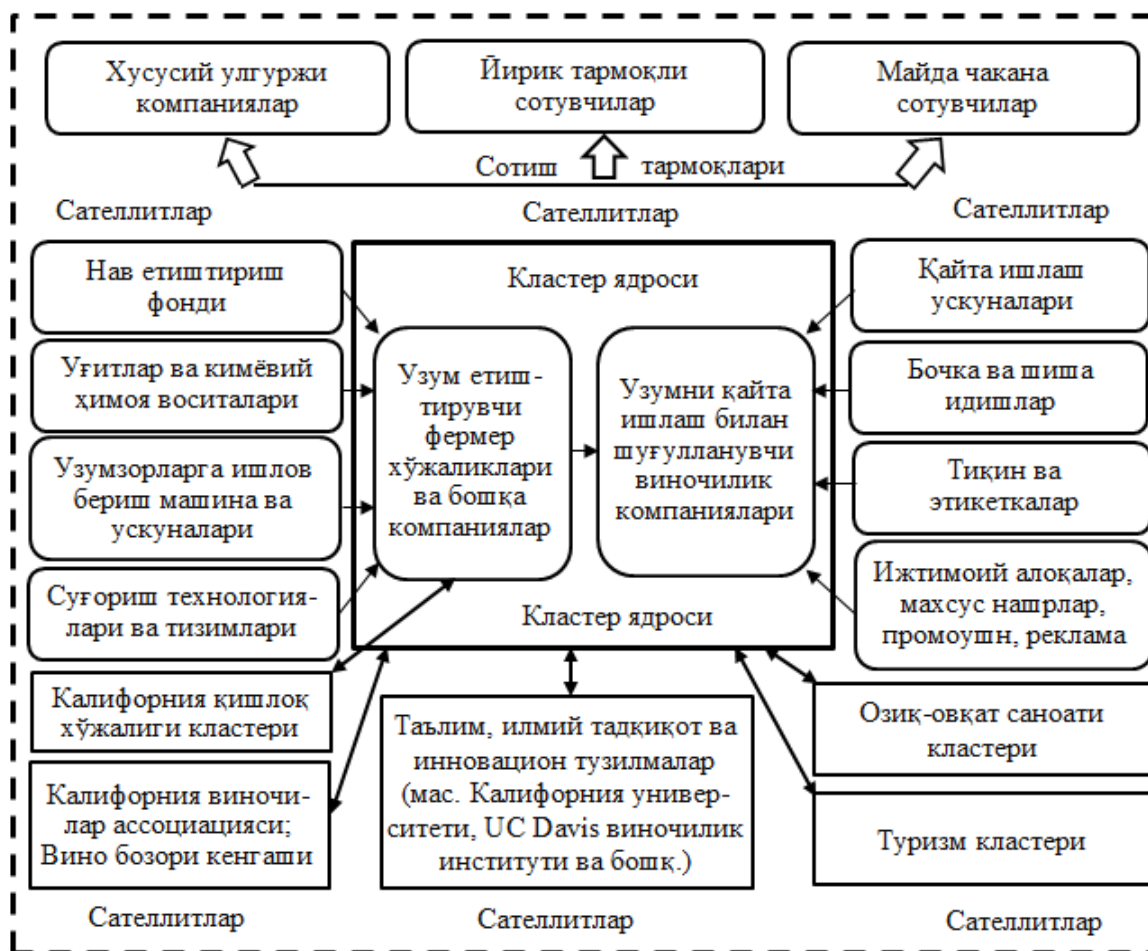 Хусусий улгуржи
компаниялар
Йирик тармоқли
сотувчилар
Майда чакана
сотувчилар
Сотиш тармоқлари
Сателлитлар
Сателлитлар
Сателлитлар
Нав етиштириш
фонди
Уғитлар ва кимёвий
ҳимоя воситалари
Узумзорларга ишлов
бериш машина ва
ускуналари
Суғориш технология-
лари ва тизимлари
Кластер ядроси
Узум етиш-
тирувчи
фермер
хўжаликлари
ва бошқа
компаниялар
Узумни қайта
ишлаш билан
шуғулланувчи
виночилик
компаниялари
Кластер ядроси
Қайта ишлаш
ускуналари
Бочка ва шиша
идишлар
Тиқин ва
этикеткалар
Ижтимоий алоқалар,
махсус нашрлар,
промоушн, реклама
Калифорния қишлоқ
хўжалиги кластери
Калифорния виночи-
лар ассоциацияси;
Вино бозори кенгаши
Таълим, илмий тадқиқот ва
инновацион тузилмалар
(мас. Калифорния универ-
ситети, UC Davis виночилик
институти ва бошқ.)
Озиқ-овқат саноати
кластери
Туризм кластери
Сателлитлар
Сателлитлар
Сателлитлар